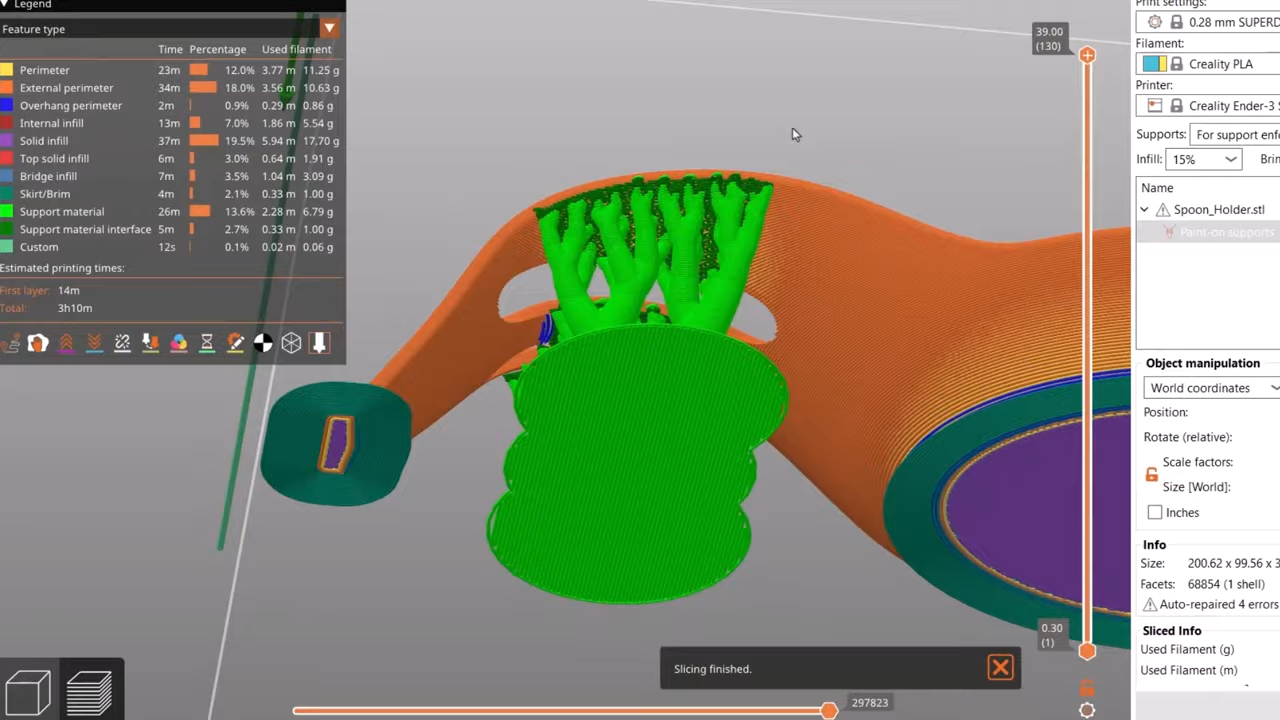 Legend
Feature type
Time Percentage Used filament
Perimeter 23m 12.0% 3.77 m 11.25 g
External perimeter 34m 18.0% 3.56 m 10.63 g
Overhang perimeter 2m 0.9% 0.29 m 0.86 g
Internal infill 13m 7.0% 1.86 m 5.54 g
Solid infill 37m 19.5% 5.94 m 17.70 g
Top solid infill 6m 3.0% 0.64 m 1.91 g
Bridge infill 7m 3.5% 1.04 m 3.09 g
Skirt/Brim 4m 2.1% 0.33 m 1.00 g
Support material 26m 13.6% 2.28 m 6.79 g
Support material interface 5m 2.7% 0.33 m 1.00 g
Custom 12s 0.1% 0.02 m 0.06 g
Estimated printing times:
First layer: 14m
Total: 3h10m
39.00
(130)
0.30
(1)
Slicing finished.
297823
Print settings:
0.28 mm SUPERD
Filament:
Creality PLA
Printer:
Creality Ender-3 S
Supports: For support enf
Infill: 15% Brin
Name
Spoon_Holder.stl
Paint-on supports
Object manipulation
World coordinates
Position:
Rotate (relative):
Scale factors:
Size [World]:
Inches
Info
Size: 200.62 x 99.56 x 3
Facets: 68854 (1 shell)
Auto-repaired 4 errors
Sliced Info
Used Filament (g)
Used Filament (m)